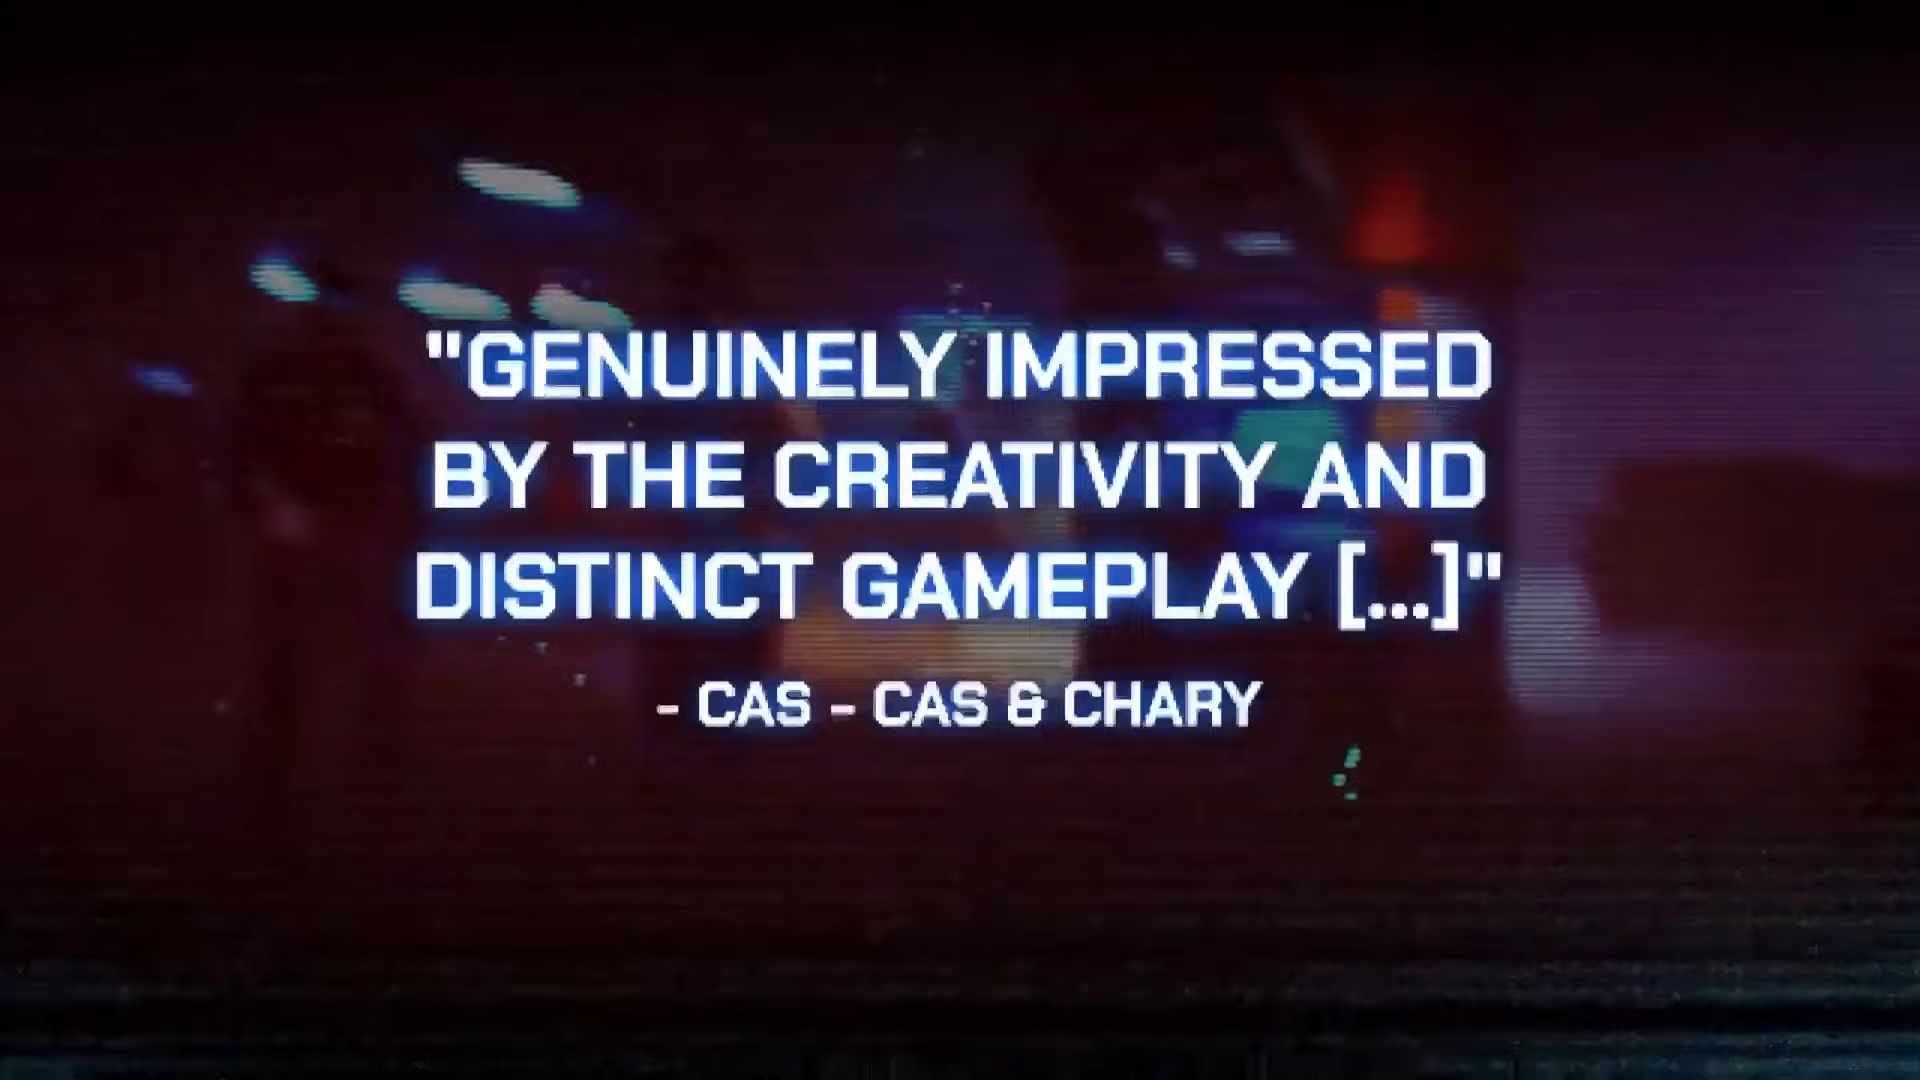 "GENUINELY IMPRESSED
BY THE CREATIVITY AND
DISTINCT GAMEPLAY [...]"
- CAS - CAS & CHARY